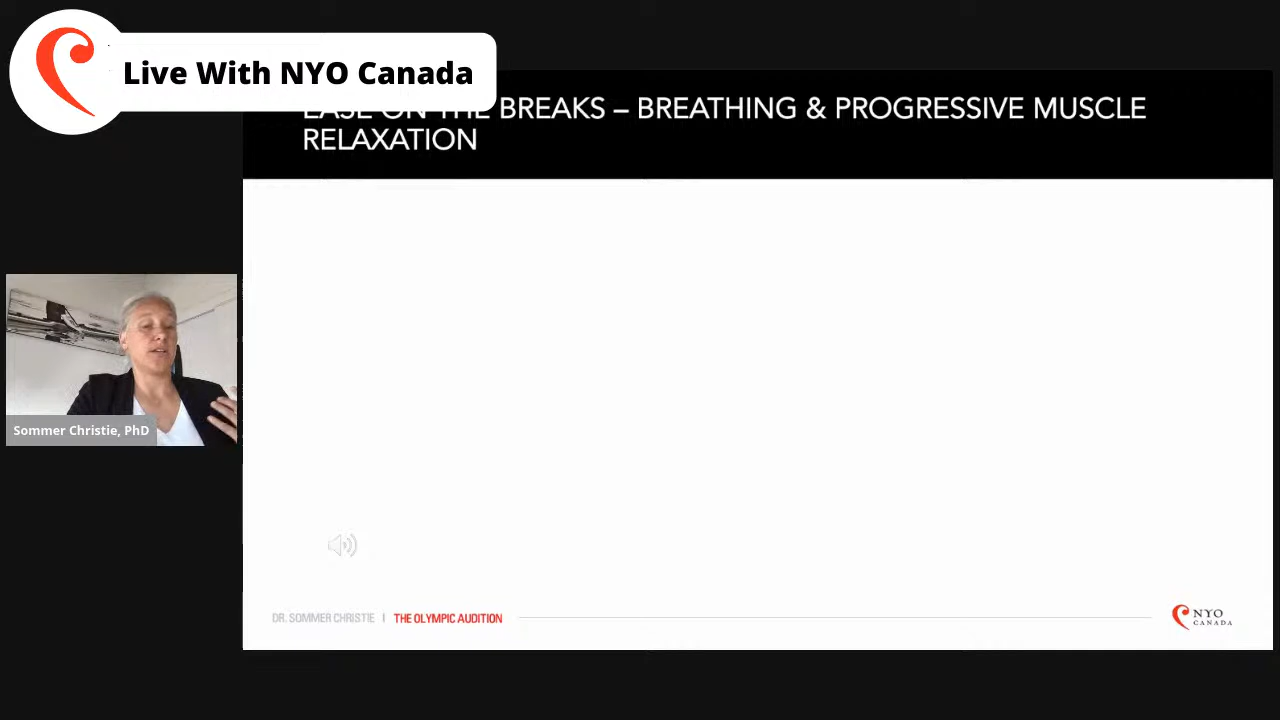 Live With NYO Canada
EASE ON THE BREAKS – BREATHING & PROGRESSIVE MUSCLE
RELAXATION
Sommer Christie, PhD
DR. SOMMER CHRISTIE | THE OLYMPIC AUDITION
NYO
CANADA